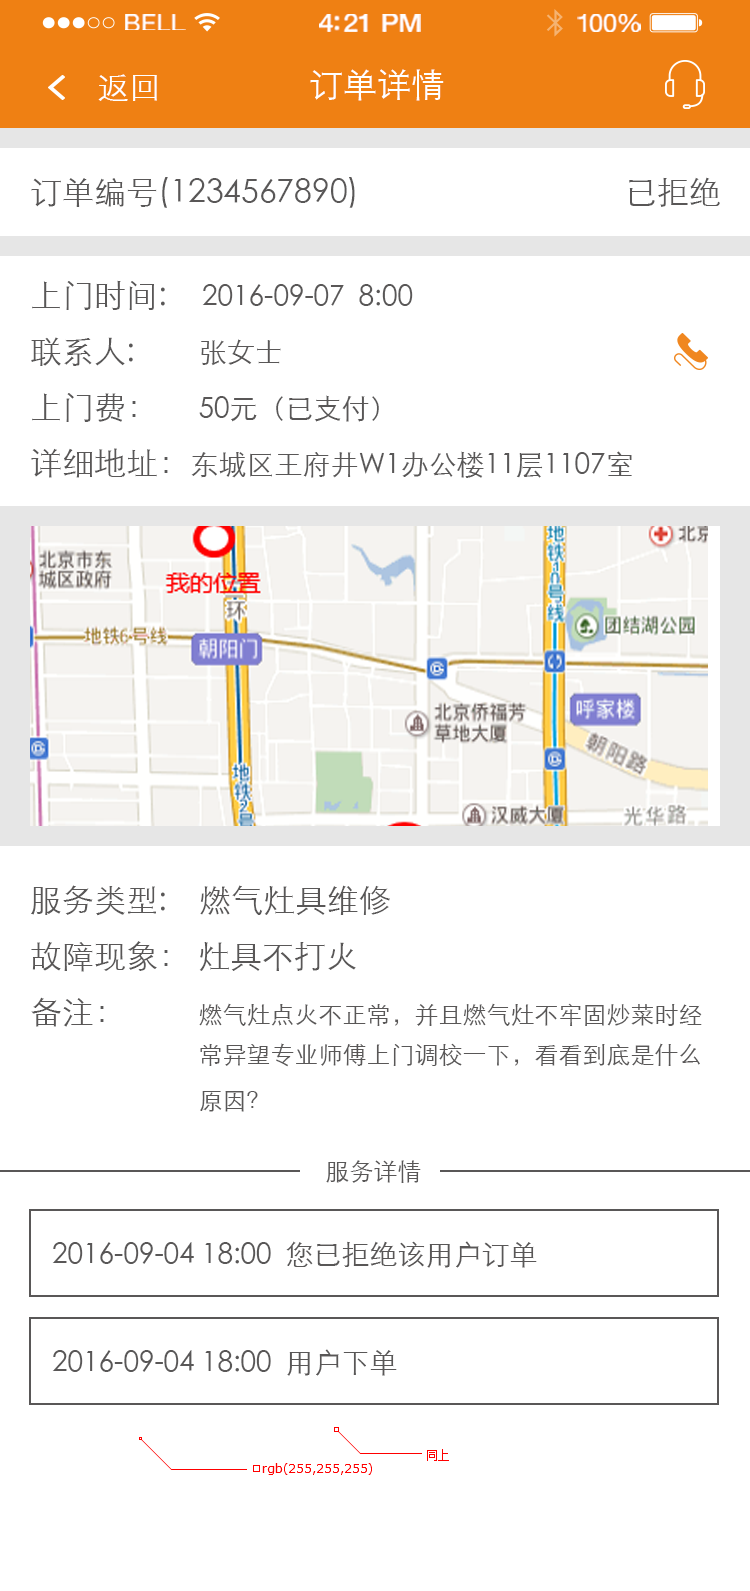 BELL 4:21 PM 100%
返回 订单详情
订单编号(1234567890) 已拒绝
上门时间: 2016-09-07 8:00
联系人: 张女士
上门费: 50元（已支付）
详细地址: 东城区王府井W1办公楼11层1107室
地铁10号线
北京
北京市东
城区政府
我的位置
环
地铁6号线
朝阳门
团结湖公园
北京侨福芳
草地大厦
呼家楼
朝阳路
地铁2号
汉威大厦
光华路
服务类型: 燃气灶具维修
故障现象: 灶具不打火
备注: 燃气灶点火不正常，并且燃气灶不牢固炒菜时经
常异望专业师傅上门调校一下，看看到底是什么
原因?
服务详情
2016-09-04 18:00 您已拒绝该用户订单
2016-09-04 18:00 用户下单
同上
rgb(255,255,255)